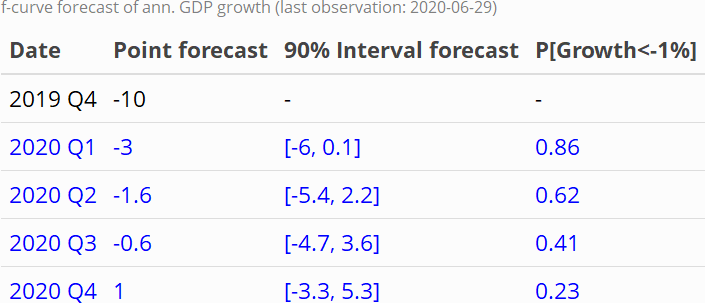 f-curve forecast of ann. GDP growth (last observation: 2020-06-29)
Date Point forecast 90% Interval forecast P[Growth<-1%]
2019 Q4 -10 - -
2020 Q1 -3 [-6, 0.1] 0.86
2020 Q2 -1.6 [-5.4, 2.2] 0.62
2020 Q3 -0.6 [-4.7, 3.6] 0.41
2020 Q4 1 [-3.3, 5.3] 0.23